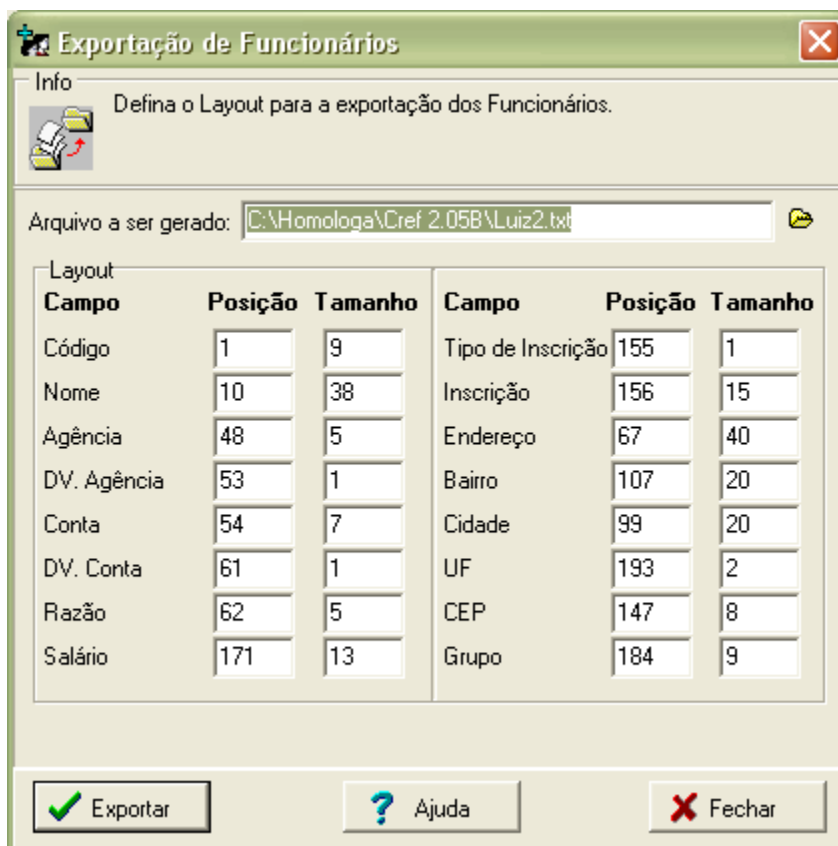 Exportação de Funcionários
Info
Defina o Layout para a exportação dos Funcionários.
Arquivo a ser gerado: C:\Homologa\Cref 2.05B\Luiz2.txt
Layout
Campo Posição Tamanho Campo Posição Tamanho
Código 1 9 Tipo de Inscrição 155 1
Nome 10 38 Inscrição 156 15
Agência 48 5 Endereço 67 40
DV. Agência 53 1 Bairro 107 20
Conta 54 7 Cidade 99 20
DV. Conta 61 1 UF 193 2
Razão 62 5 CEP 147 8
Salário 171 13 Grupo 184 9
Exportar ? Ajuda Fechar